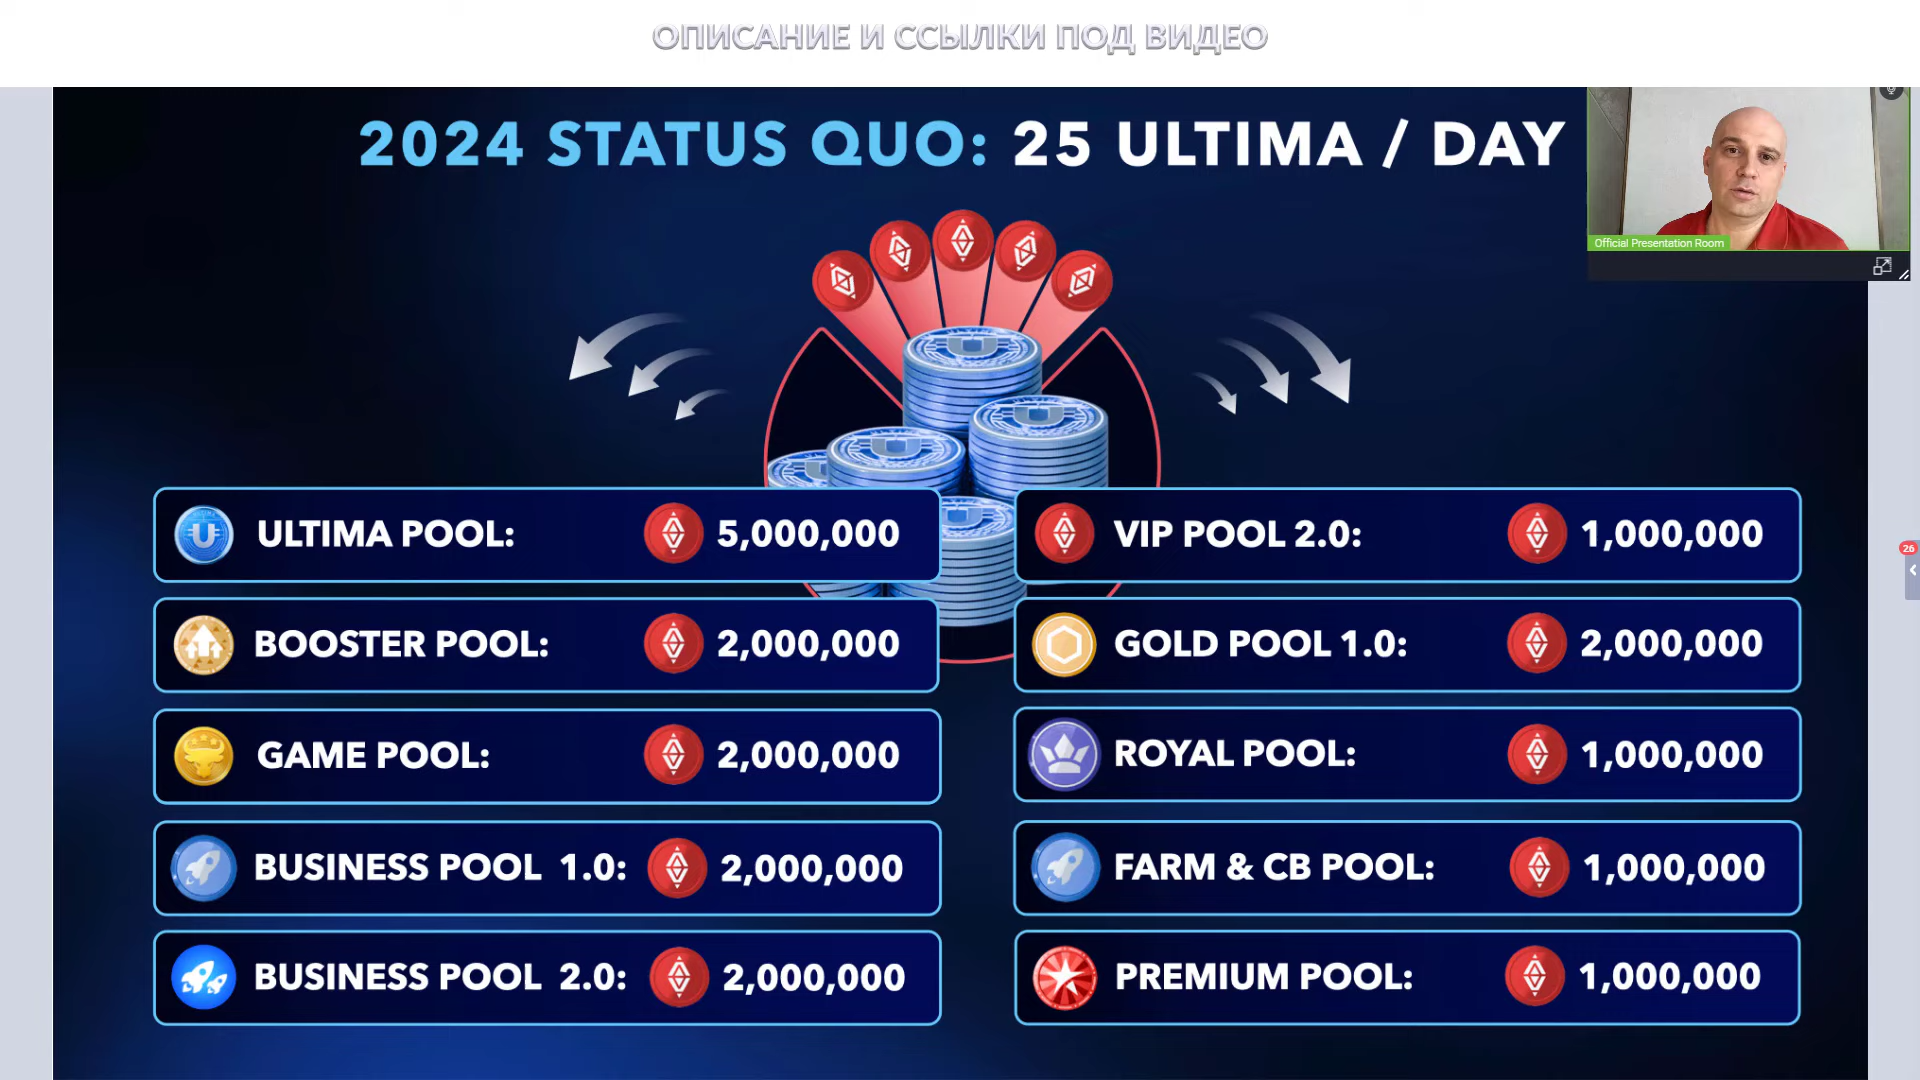 ОПИСАНИЕ И ССЫЛКИ ПОД ВИДЕО
2024 STATUS QUO: 25 ULTIMA / DAY
Official Presentation Room
ULTIMA POOL: 5,000,000
BOOSTER POOL: 2,000,000
GAME POOL: 2,000,000
BUSINESS POOL 1.0: 2,000,000
BUSINESS POOL 2.0: 2,000,000
VIP POOL 2.0: 1,000,000
GOLD POOL 1.0: 2,000,000
ROYAL POOL: 1,000,000
FARM & CB POOL: 1,000,000
PREMIUM POOL: 1,000,000
26